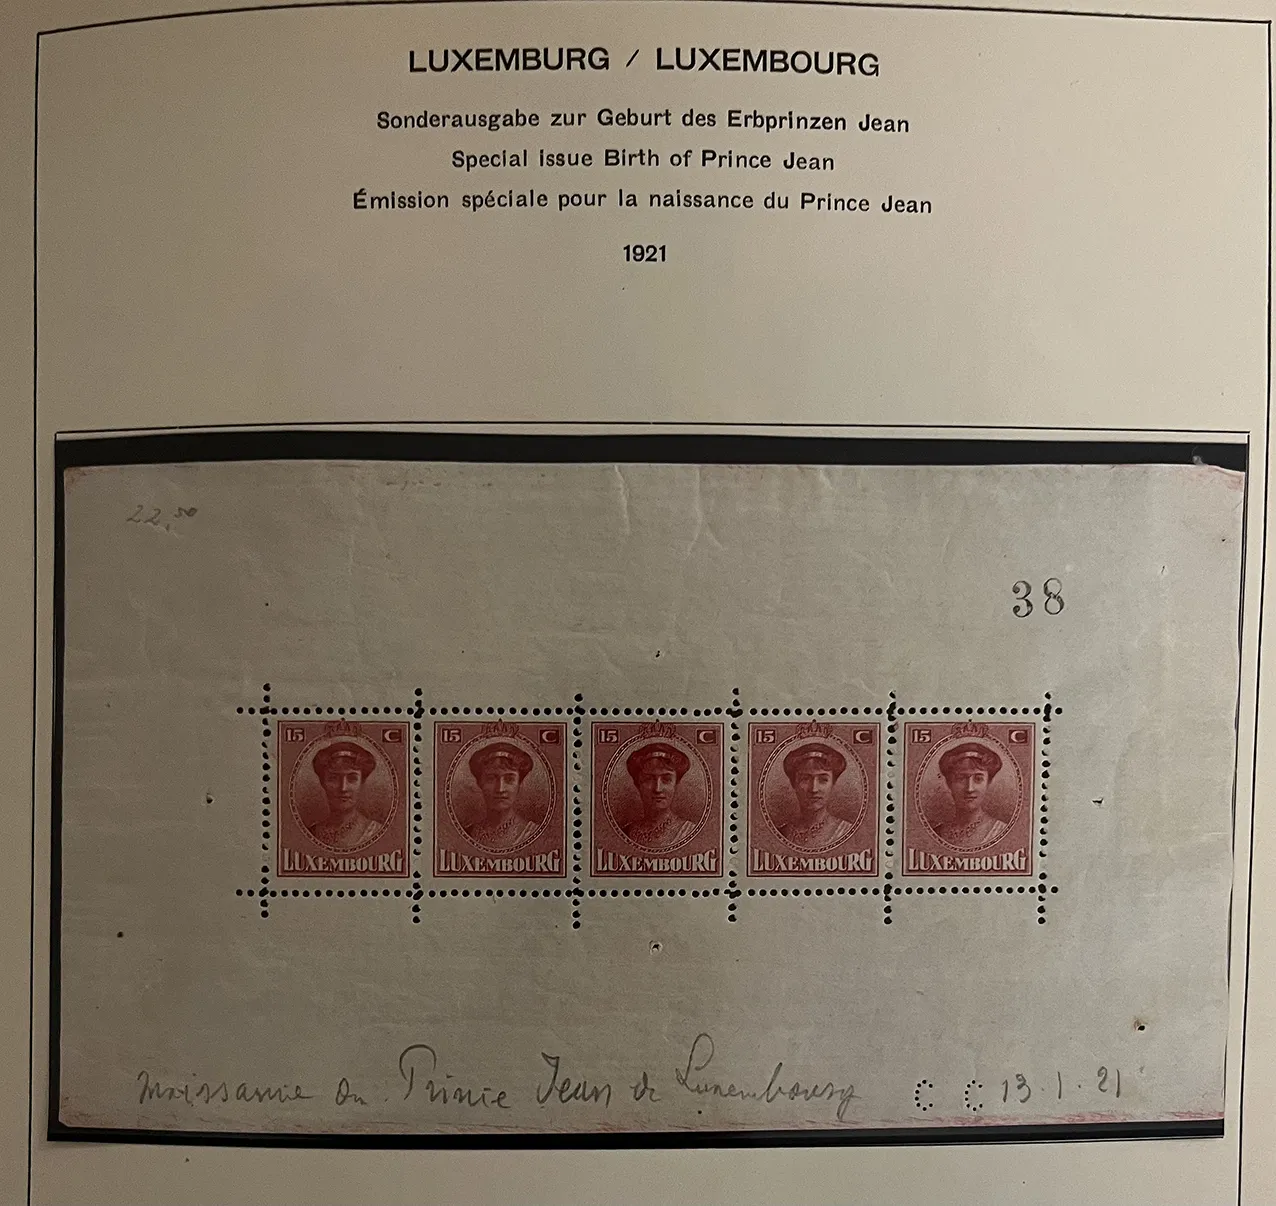 LUXEMBURG / LUXEMBOURG
Sonderausgabe zur Geburt des Erbprinzen Jean
Special issue Birth of Prince Jean
Émission spéciale pour la naissance du Prince Jean
1921
22,50
38
15 C 15 C 15 C 15 C 15 C
LUXEMBOURG LUXEMBOURG LUXEMBOURG LUXEMBOURG LUXEMBOURG
Naissance du Prince Jean de Luxembourg C C 13.1.21